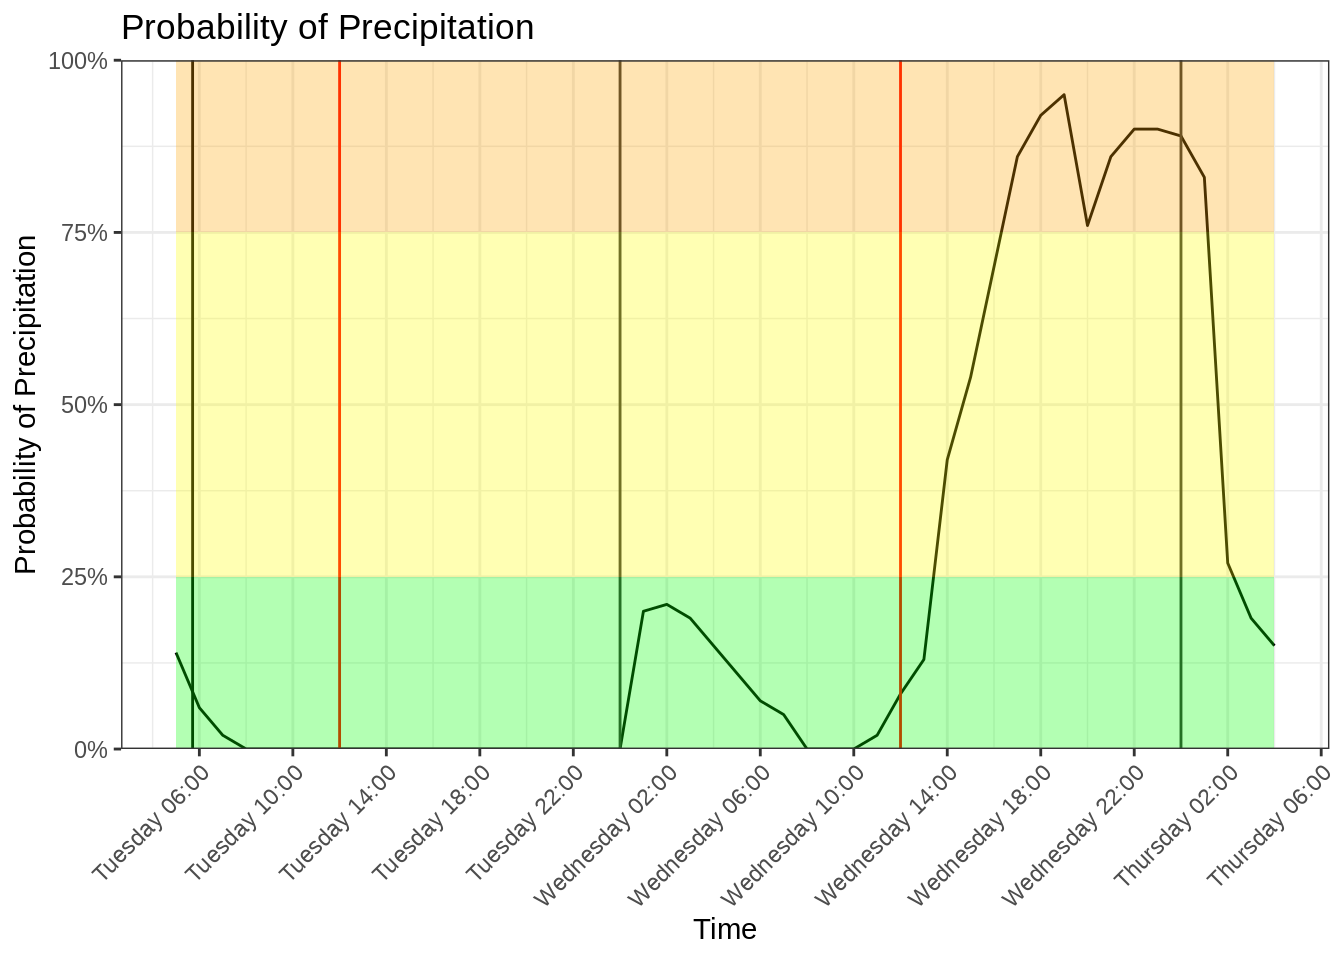 Probability of Precipitation
Probability of Precipitation
100%
75%
50%
25%
0%
Tuesday 06:00
Tuesday 10:00
Tuesday 14:00
Tuesday 18:00
Tuesday 22:00
Wednesday 02:00
Wednesday 06:00
Wednesday 10:00
Wednesday 14:00
Wednesday 18:00
Wednesday 22:00
Thursday 02:00
Thursday 06:00
Time